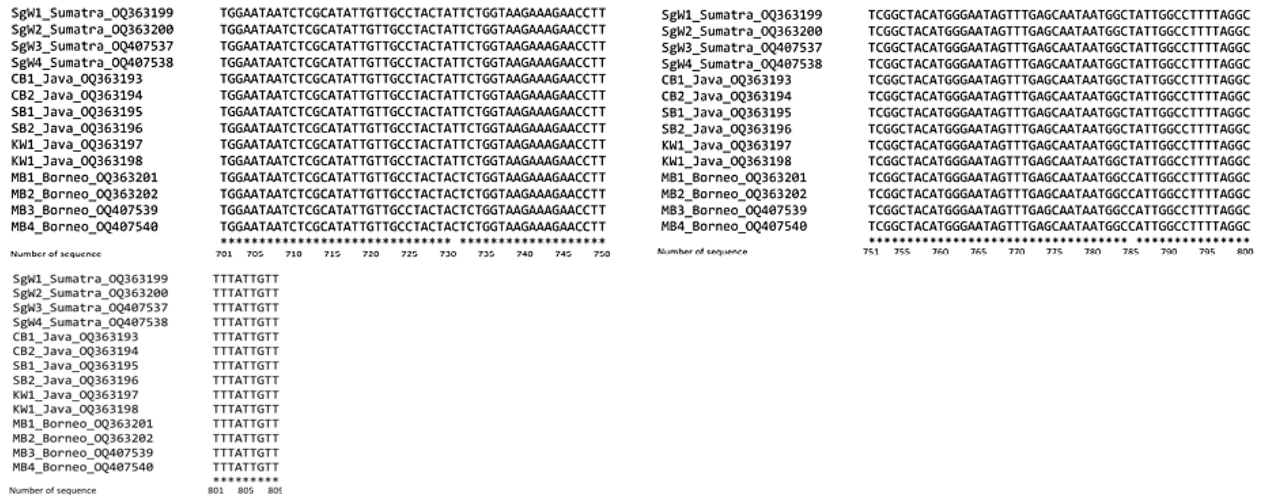 SgW1_Sumatra_OQ363199 TGGAATAATCTCGCATATTGTTGCCTACTATTCTGGTAAGAAAGAACCTT
SgW2_Sumatra_OQ363200 TGGAATAATCTCGCATATTGTTGCCTACTATTCTGGTAAGAAAGAACCTT
SgW3_Sumatra_OQ407537 TGGAATAATCTCGCATATTGTTGCCTACTATTCTGGTAAGAAAGAACCTT
SgW4_Sumatra_OQ407538 TGGAATAATCTCGCATATTGTTGCCTACTATTCTGGTAAGAAAGAACCTT
CB1_Java_OQ363193 TGGAATAATCTCGCATATTGTTGCCTACTATTCTGGTAAGAAAGAACCTT
CB2_Java_OQ363194 TGGAATAATCTCGCATATTGTTGCCTACTATTCTGGTAAGAAAGAACCTT
SB1_Java_OQ363195 TGGAATAATCTCGCATATTGTTGCCTACTATTCTGGTAAGAAAGAACCTT
SB2_Java_OQ363196 TGGAATAATCTCGCATATTGTTGCCTACTATTCTGGTAAGAAAGAACCTT
KW1_Java_OQ363197 TGGAATAATCTCGCATATTGTTGCCTACTATTCTGGTAAGAAAGAACCTT
KW1_Java_OQ363198 TGGAATAATCTCGCATATTGTTGCCTACTATTCTGGTAAGAAAGAACCTT
MB1_Borneo_OQ363201 TGGAATAATCTCGCATATTGTTGCCTACTACTCTGGTAAGAAAGAACCTT
MB2_Borneo_OQ363202 TGGAATAATCTCGCATATTGTTGCCTACTACTCTGGTAAGAAAGAACCTT
MB3_Borneo_OQ407539 TGGAATAATCTCGCATATTGTTGCCTACTACTCTGGTAAGAAAGAACCTT
MB4_Borneo_OQ407540 TGGAATAATCTCGCATATTGTTGCCTACTACTCTGGTAAGAAAGAACCTT
****************************** *******************
Number of sequence 701 705 710 715 720 725 730 735 740 745 750
SgW1_Sumatra_OQ363199 TCGGCTACATGGGAATAGTTTGAGCAATAATGGCTATTGGCCTTTTAGGC
SgW2_Sumatra_OQ363200 TCGGCTACATGGGAATAGTTTGAGCAATAATGGCTATTGGCCTTTTAGGC
SgW3_Sumatra_OQ407537 TCGGCTACATGGGAATAGTTTGAGCAATAATGGCTATTGGCCTTTTAGGC
SgW4_Sumatra_OQ407538 TCGGCTACATGGGAATAGTTTGAGCAATAATGGCTATTGGCCTTTTAGGC
CB1_Java_OQ363193 TCGGCTACATGGGAATAGTTTGAGCAATAATGGCTATTGGCCTTTTAGGC
CB2_Java_OQ363194 TCGGCTACATGGGAATAGTTTGAGCAATAATGGCTATTGGCCTTTTAGGC
SB1_Java_OQ363195 TCGGCTACATGGGAATAGTTTGAGCAATAATGGCTATTGGCCTTTTAGGC
SB2_Java_OQ363196 TCGGCTACATGGGAATAGTTTGAGCAATAATGGCTATTGGCCTTTTAGGC
KW1_Java_OQ363197 TCGGCTACATGGGAATAGTTTGAGCAATAATGGCTATTGGCCTTTTAGGC
KW1_Java_OQ363198 TCGGCTACATGGGAATAGTTTGAGCAATAATGGCTATTGGCCTTTTAGGC
MB1_Borneo_OQ363201 TCGGCTACATGGGAATAGTTTGAGCAATAATGGCCATTGGCCTTTTAGGC
MB2_Borneo_OQ363202 TCGGCTACATGGGAATAGTTTGAGCAATAATGGCCATTGGCCTTTTAGGC
MB3_Borneo_OQ407539 TCGGCTACATGGGAATAGTTTGAGCAATAATGGCCATTGGCCTTTTAGGC
MB4_Borneo_OQ407540 TCGGCTACATGGGAATAGTTTGAGCAATAATGGCCATTGGCCTTTTAGGC
********************************** ***************
Number of sequence 751 755 760 765 770 775 780 785 790 795 800
SgW1_Sumatra_OQ363199 TTTATTGTT
SgW2_Sumatra_OQ363200 TTTATTGTT
SgW3_Sumatra_OQ407537 TTTATTGTT
SgW4_Sumatra_OQ407538 TTTATTGTT
CB1_Java_OQ363193 TTTATTGTT
CB2_Java_OQ363194 TTTATTGTT
SB1_Java_OQ363195 TTTATTGTT
SB2_Java_OQ363196 TTTATTGTT
KW1_Java_OQ363197 TTTATTGTT
KW1_Java_OQ363198 TTTATTGTT
MB1_Borneo_OQ363201 TTTATTGTT
MB2_Borneo_OQ363202 TTTATTGTT
MB3_Borneo_OQ407539 TTTATTGTT
MB4_Borneo_OQ407540 TTTATTGTT
*********
Number of sequence 801 805 809